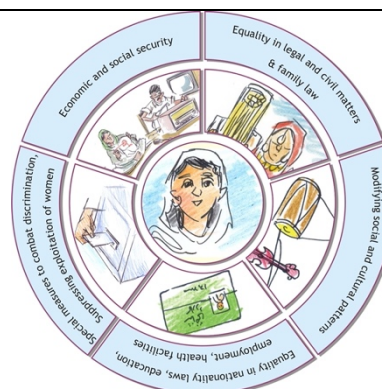 Economic and social security
Equality in legal and civil matters
& family law
Modifying social and cultural patterns
Equality in nationality laws, education,
employment, health facilities
Special measures to combat discrimination,
Suppressing exploitation of women